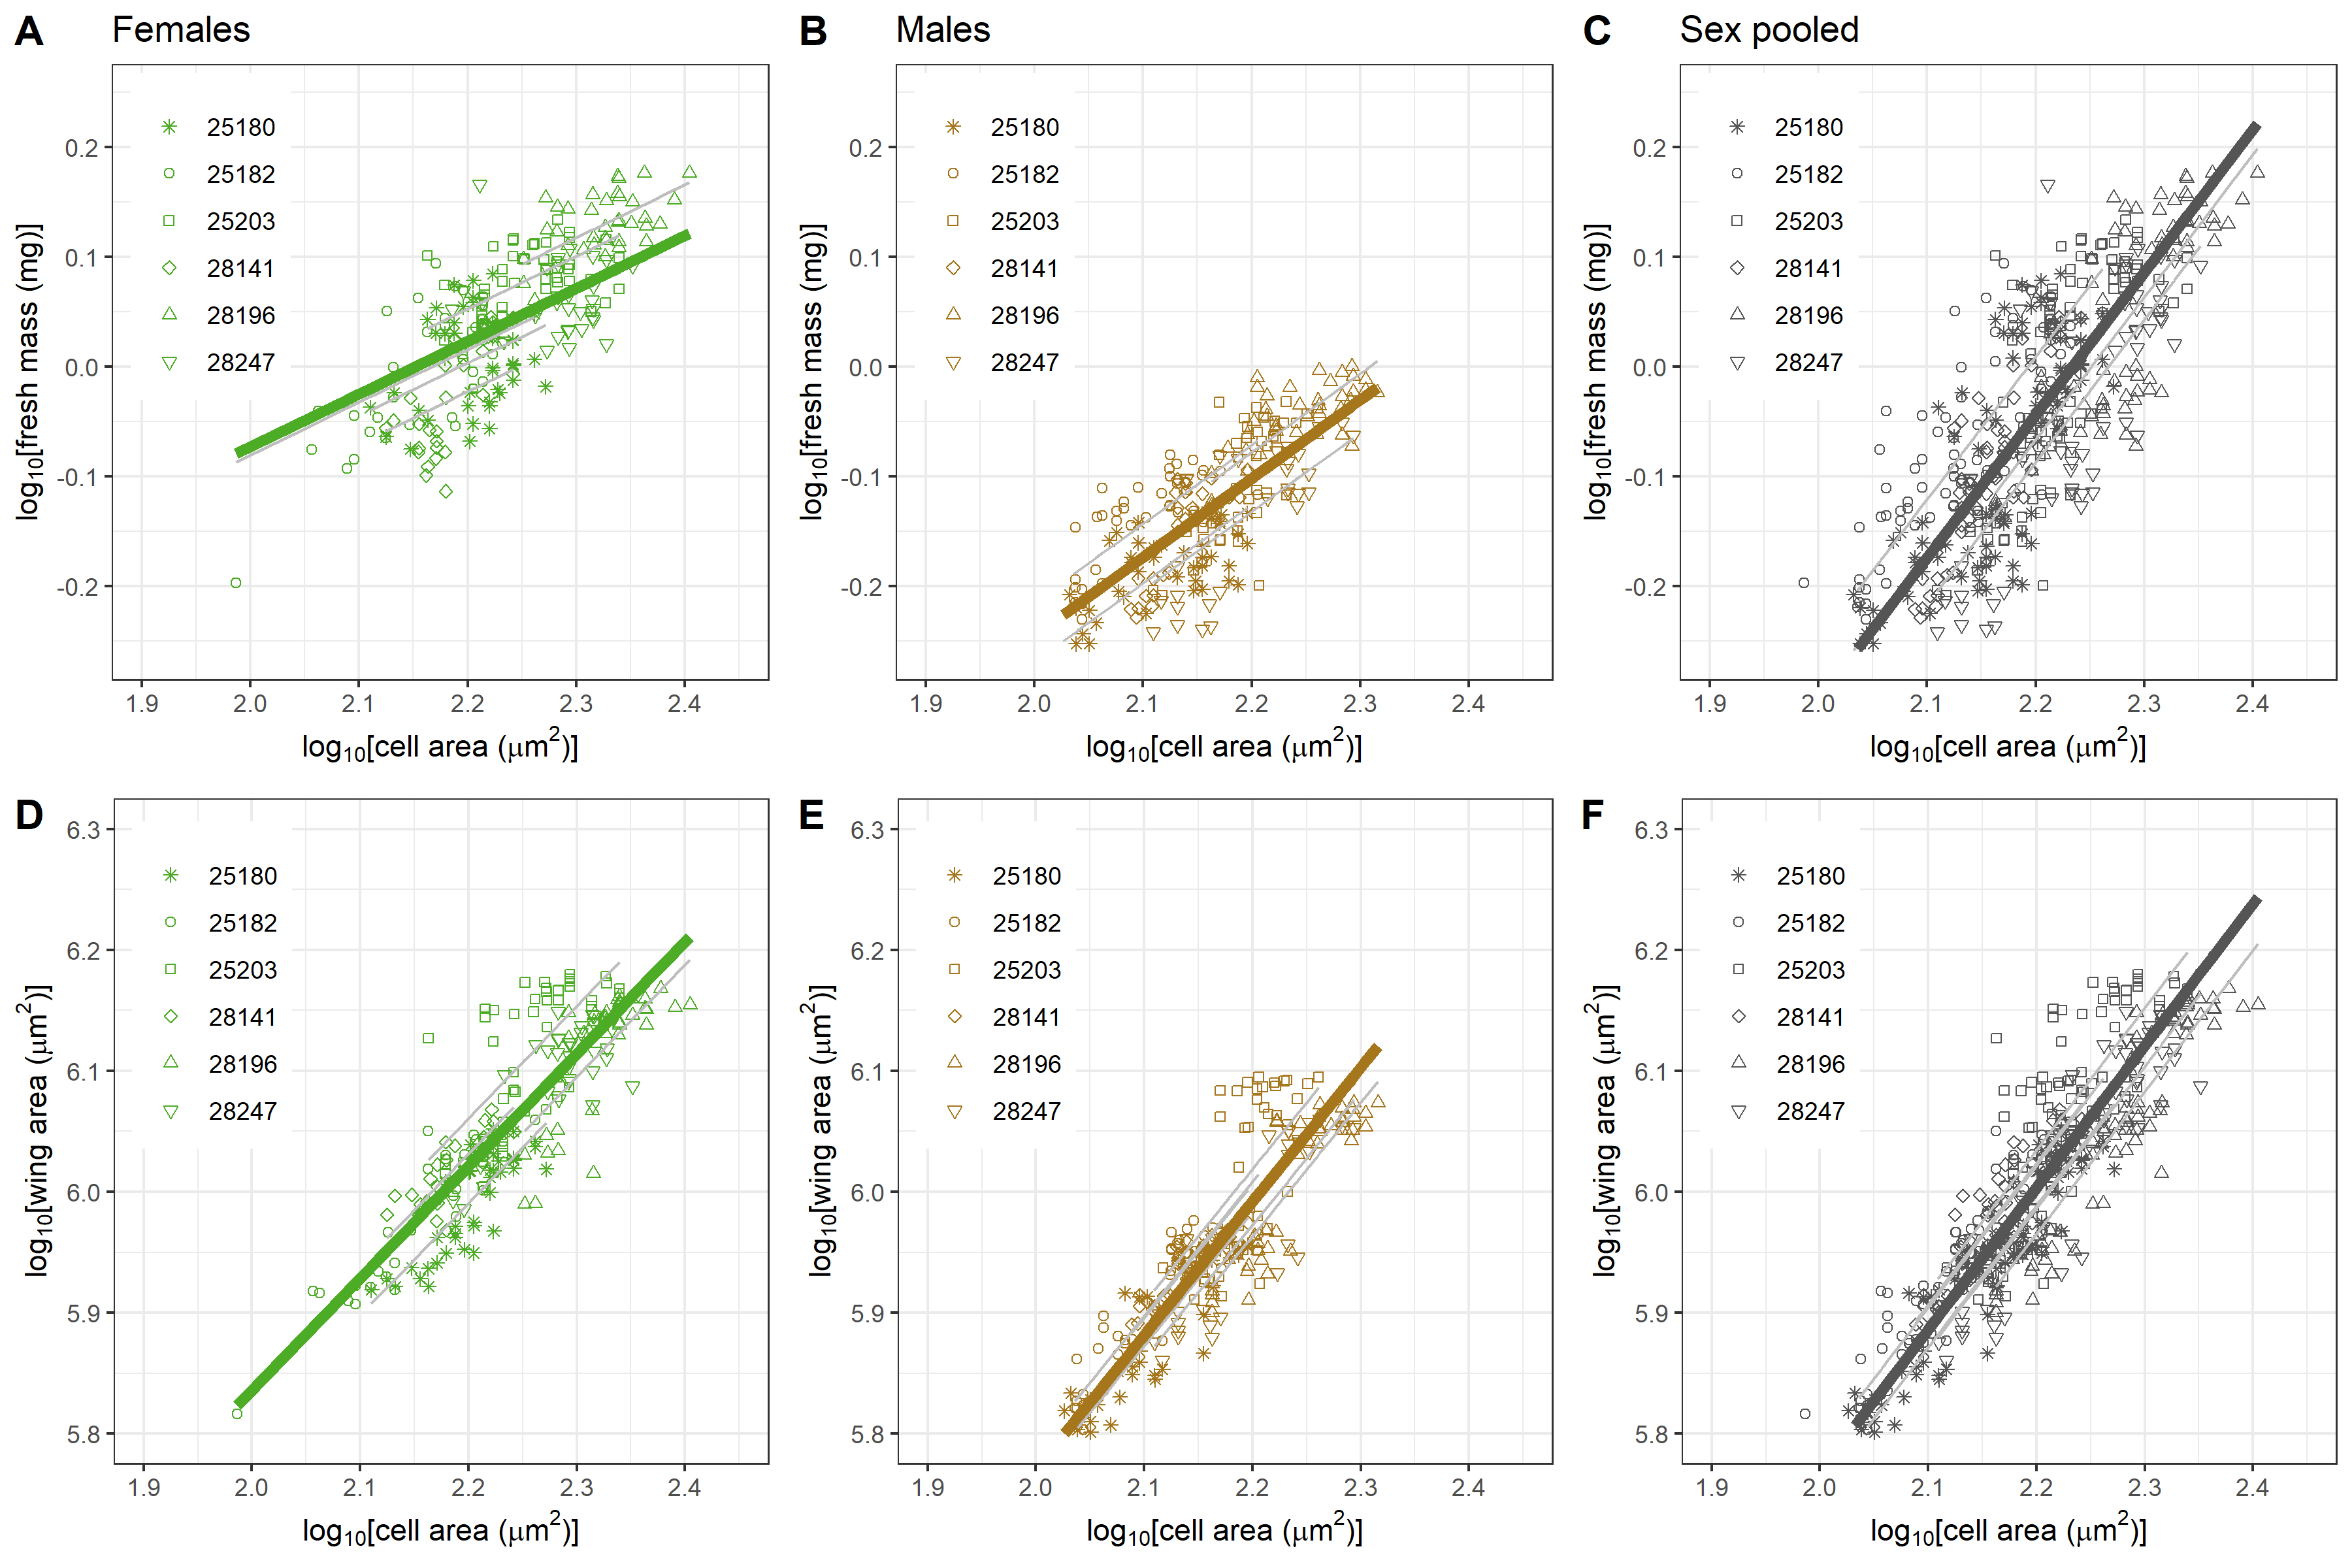 A Females
B Males
C Sex pooled
25180
25182
25203
28141
28196
28247
0.2
0.1
0.0
-0.1
-0.2
1.9 2.0 2.1 2.2 2.3 2.4
log10[fresh mass (mg)]
log10[cell area (μm2)]
25180
25182
25203
28141
28196
28247
0.2
0.1
0.0
-0.1
-0.2
1.9 2.0 2.1 2.2 2.3 2.4
log10[fresh mass (mg)]
log10[cell area (μm2)]
25180
25182
25203
28141
28196
28247
0.2
0.1
0.0
-0.1
-0.2
1.9 2.0 2.1 2.2 2.3 2.4
log10[fresh mass (mg)]
log10[cell area (μm2)]
D
25180
25182
25203
28141
28196
28247
6.3
6.2
6.1
6.0
5.9
5.8
1.9 2.0 2.1 2.2 2.3 2.4
log10[wing area (μm2)]
log10[cell area (μm2)]
E
25180
25182
25203
28141
28196
28247
6.3
6.2
6.1
6.0
5.9
5.8
1.9 2.0 2.1 2.2 2.3 2.4
log10[wing area (μm2)]
log10[cell area (μm2)]
F
25180
25182
25203
28141
28196
28247
6.3
6.2
6.1
6.0
5.9
5.8
1.9 2.0 2.1 2.2 2.3 2.4
log10[wing area (μm2)]
log10[cell area (μm2)]